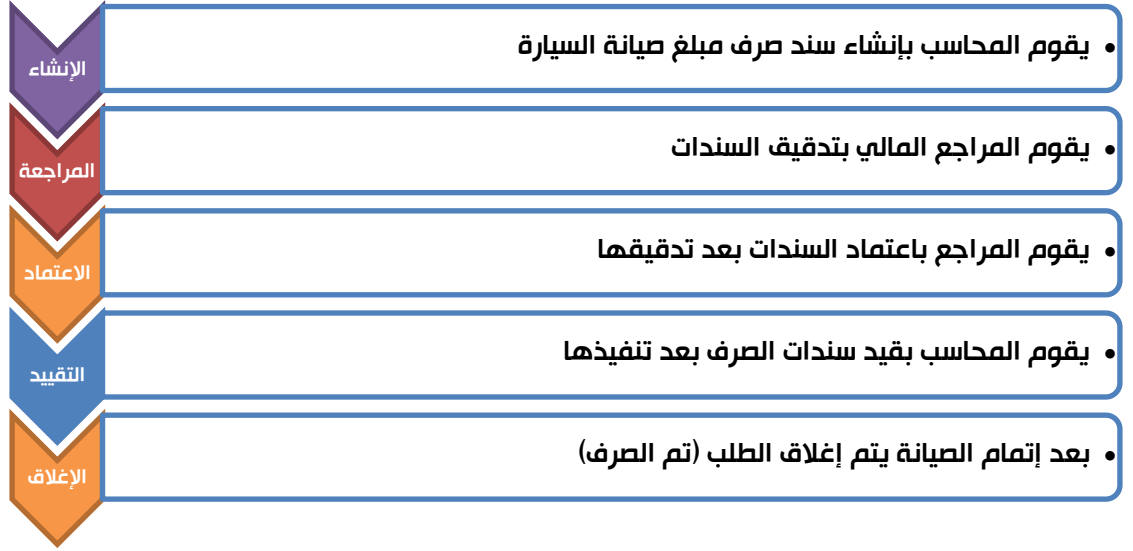 الإنشاء
• يقوم المحاسب بإنشاء سند صرف مبلغ صيانة السيارة
المراجعة
• يقوم المراجع المالي بتدقيق السندات
الاعتماد
• يقوم المراجع باعتماد السندات بعد تدقيقها
التقييد
• يقوم المحاسب بقيد سندات الصرف بعد تنفيذها
الإغلاق
• بعد إتمام الصيانة يتم إغلاق الطلب (تم الصرف)